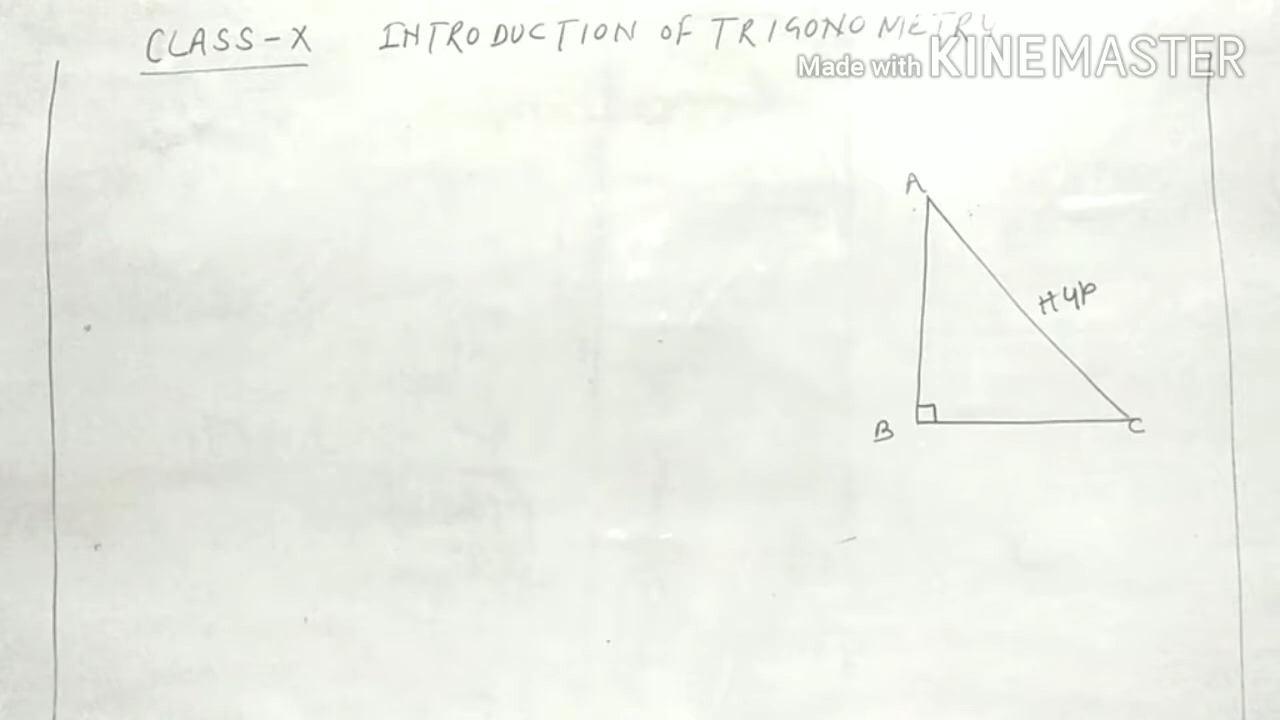 CLASS-X INTRODUCTION OF TRIGONOMETRY
Made with KINEMASTER
A
HYP
B
C